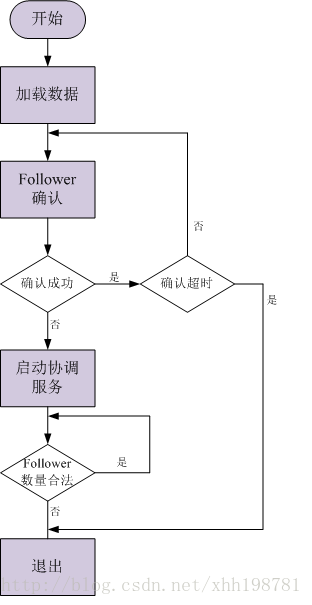 开始
加载数据
Follower
确认
否
确认成功
是
确认超时
是
否
启动协调
服务
Follower
数量合法
是
否
退出
http://blog.csdn.net/xhh198781